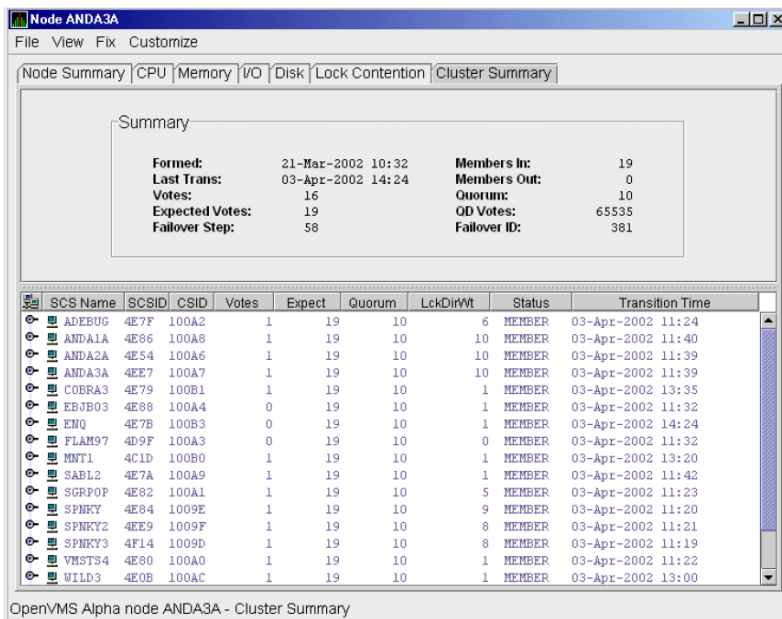 Node ANDA3A
File View Fix Customize
Node Summary CPU Memory I/O Disk Lock Contention Cluster Summary
Summary
Formed: 21-Mar-2002 10:32 Members In: 19
Last Trans: 03-Apr-2002 14:24 Members Out: 0
Votes: 16 Quorum: 10
Expected Votes: 19 QD Votes: 65535
Failover Step: 58 Failover ID: 381
SCS Name SCSID CSID Votes Expect Quorum LckDirWt Status Transition Time
ADEBUG 4E7F 100A2 1 19 10 6 MEMBER 03-Apr-2002 11:24
ANDA1A 4E86 100A8 1 19 10 10 MEMBER 03-Apr-2002 11:40
ANDA2A 4E54 100A6 1 19 10 10 MEMBER 03-Apr-2002 11:39
ANDA3A 4EE7 100A7 1 19 10 10 MEMBER 03-Apr-2002 11:39
COBRA3 4E79 100B1 1 19 10 1 MEMBER 03-Apr-2002 13:35
EBJB03 4E88 100A4 0 19 10 1 MEMBER 03-Apr-2002 11:32
ENQ 4E7B 100B3 0 19 10 1 MEMBER 03-Apr-2002 14:24
FLAM97 4D9F 100A3 0 19 10 0 MEMBER 03-Apr-2002 11:32
MNT1 4C1D 100B0 1 19 10 1 MEMBER 03-Apr-2002 13:20
SABL2 4E7A 100A9 1 19 10 1 MEMBER 03-Apr-2002 11:42
SGRPOP 4E82 100A1 1 19 10 5 MEMBER 03-Apr-2002 11:23
SPNKY 4E84 1009E 1 19 10 9 MEMBER 03-Apr-2002 11:20
SPNKY2 4EE9 1009F 1 19 10 8 MEMBER 03-Apr-2002 11:21
SPNKY3 4F14 1009D 1 19 10 8 MEMBER 03-Apr-2002 11:19
VMSTS4 4E80 100A0 1 19 10 1 MEMBER 03-Apr-2002 11:22
WILD3 4E0B 100AC 1 19 10 1 MEMBER 03-Apr-2002 13:00
OpenVMS Alpha node ANDA3A - Cluster Summary